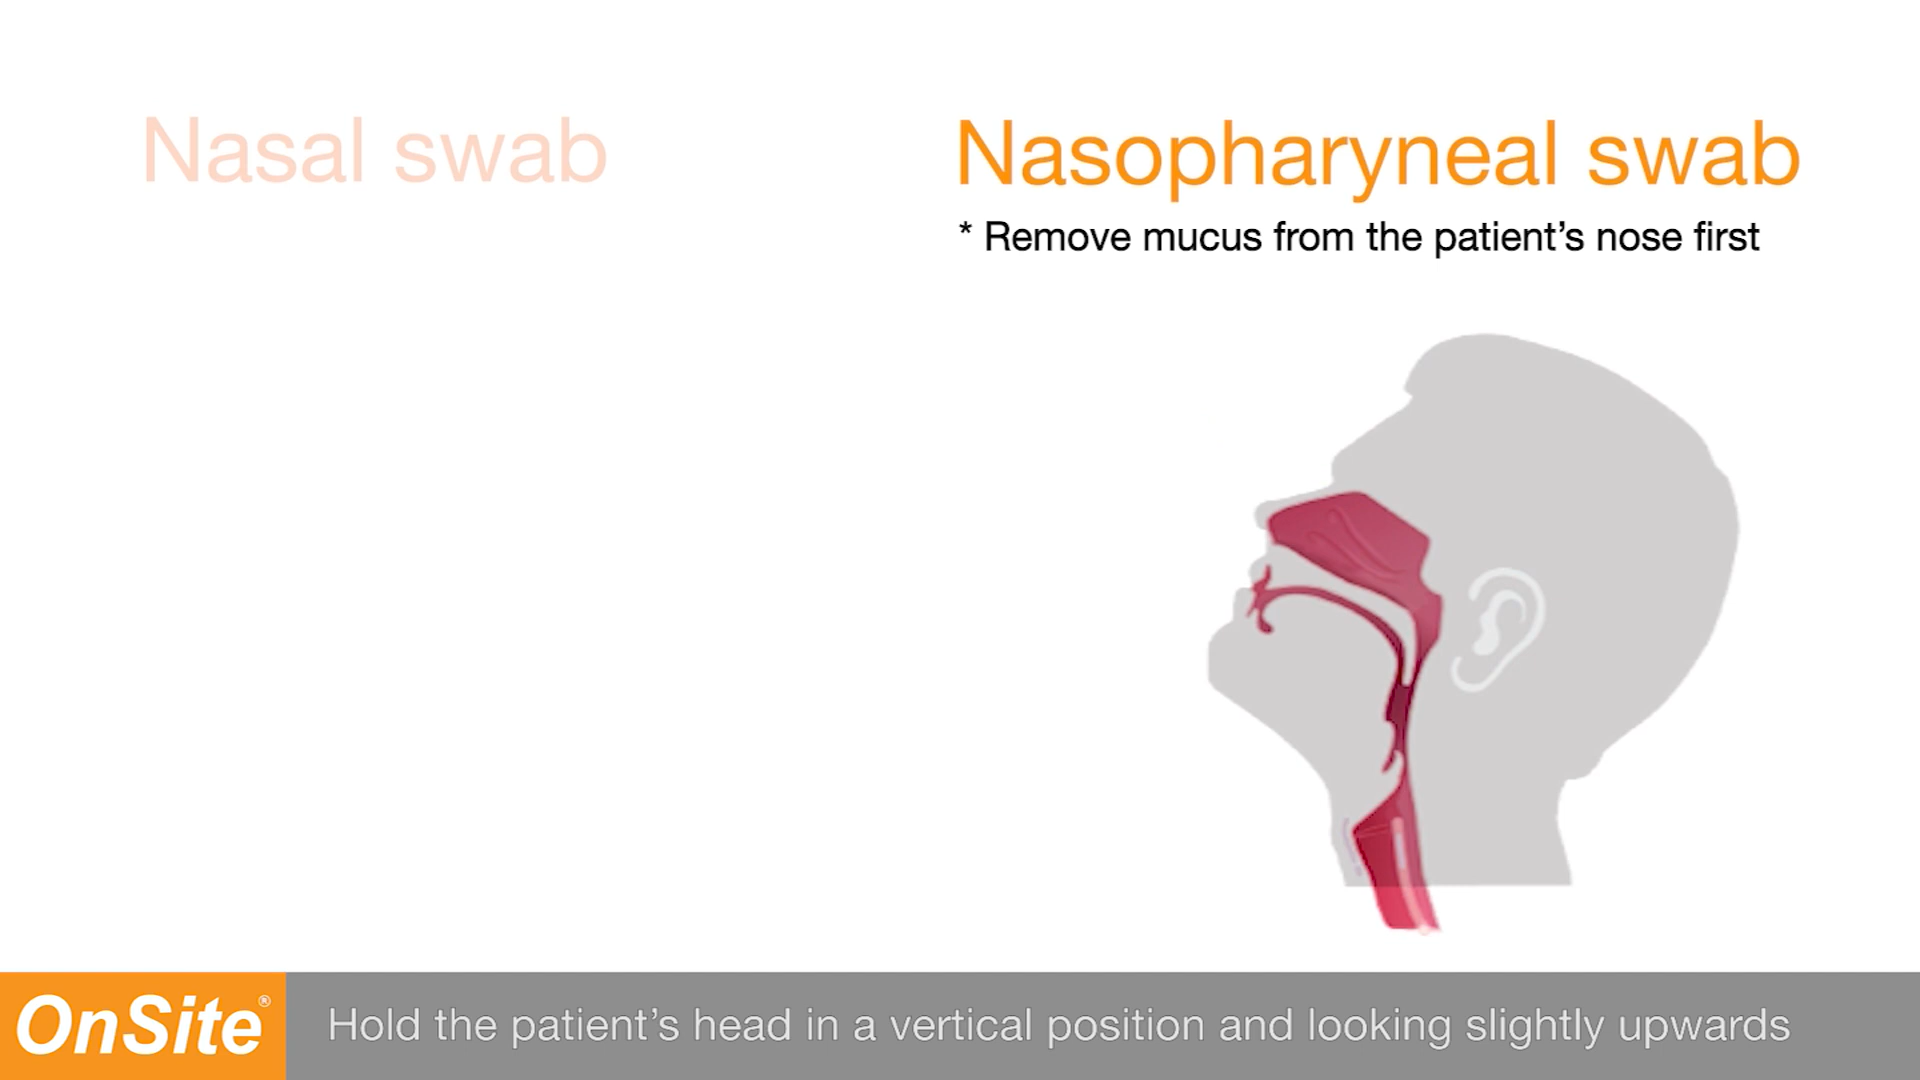 Nasal swab
Nasopharyneal swab
* Remove mucus from the patient’s nose first
OnSite®
Hold the patient’s head in a vertical position and looking slightly upwards